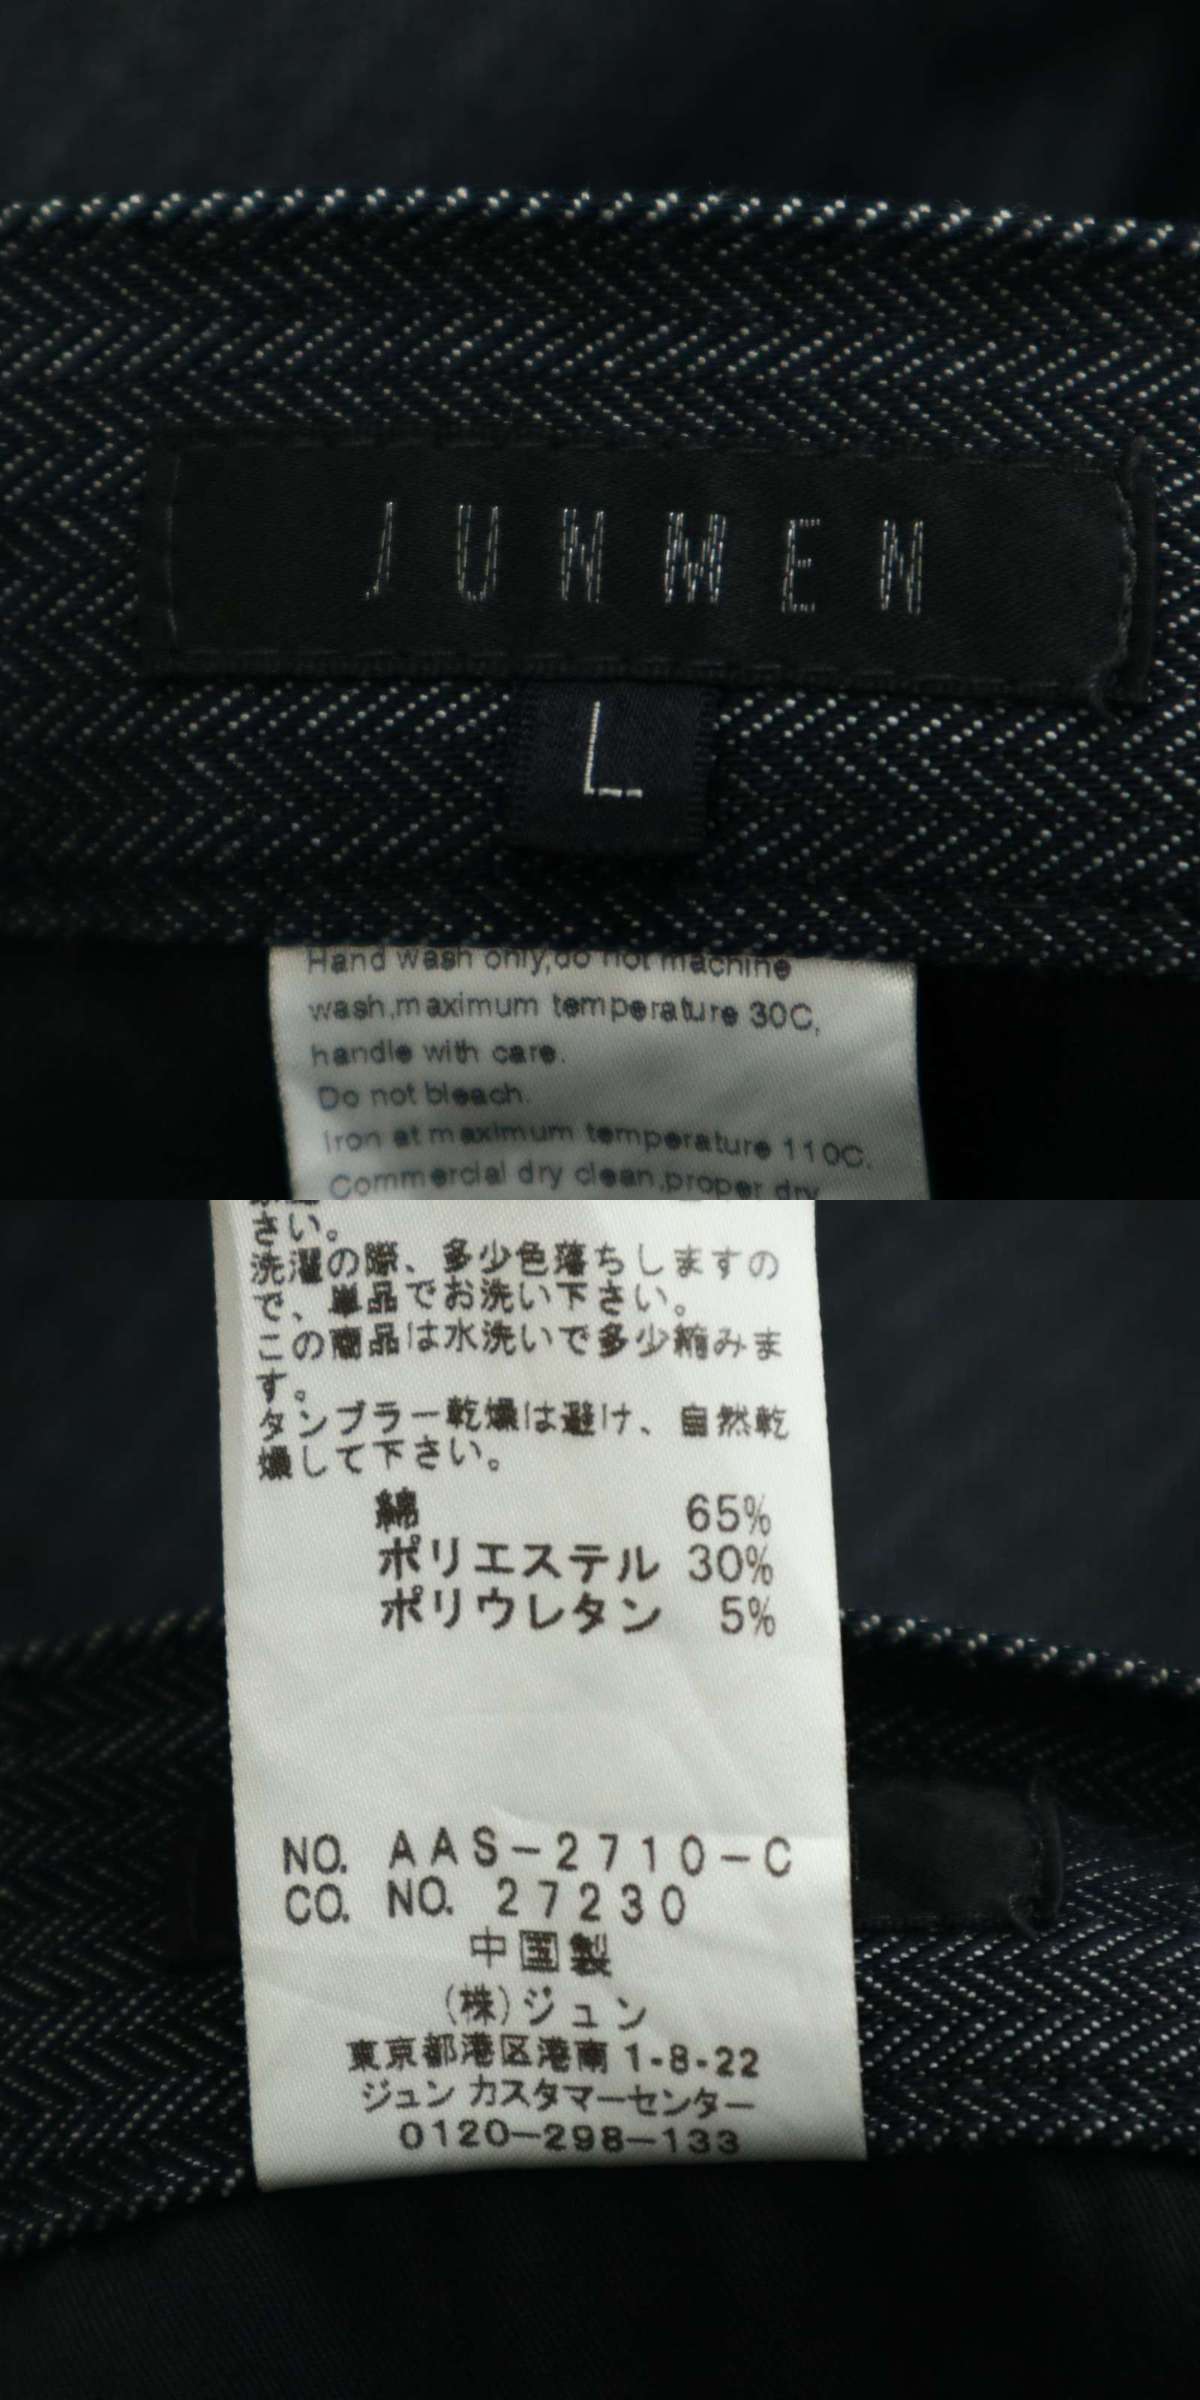 JUNMEN
L
Hand wash only,do not machine
wash,maximum temperature 30C,
handle with care.
Do not bleach.
Iron at maximum temperature 110C.
Commercial dry clean,proper dry
さい。
洗濯の際、多少色落ちしますの
で、単品でお洗い下さい。
この商品は水洗いで多少縮みま
す。
タンブラー乾燥は避け、自然乾
燥して下さい。
綿 65%
ポリエステル 30%
ポリウレタン 5%
NO. AAS-2710-C
CO. NO. 27230
中国製
(株)ジュン
東京都港区港南1-8-22
ジュン カスタマーセンター
0120-298-133